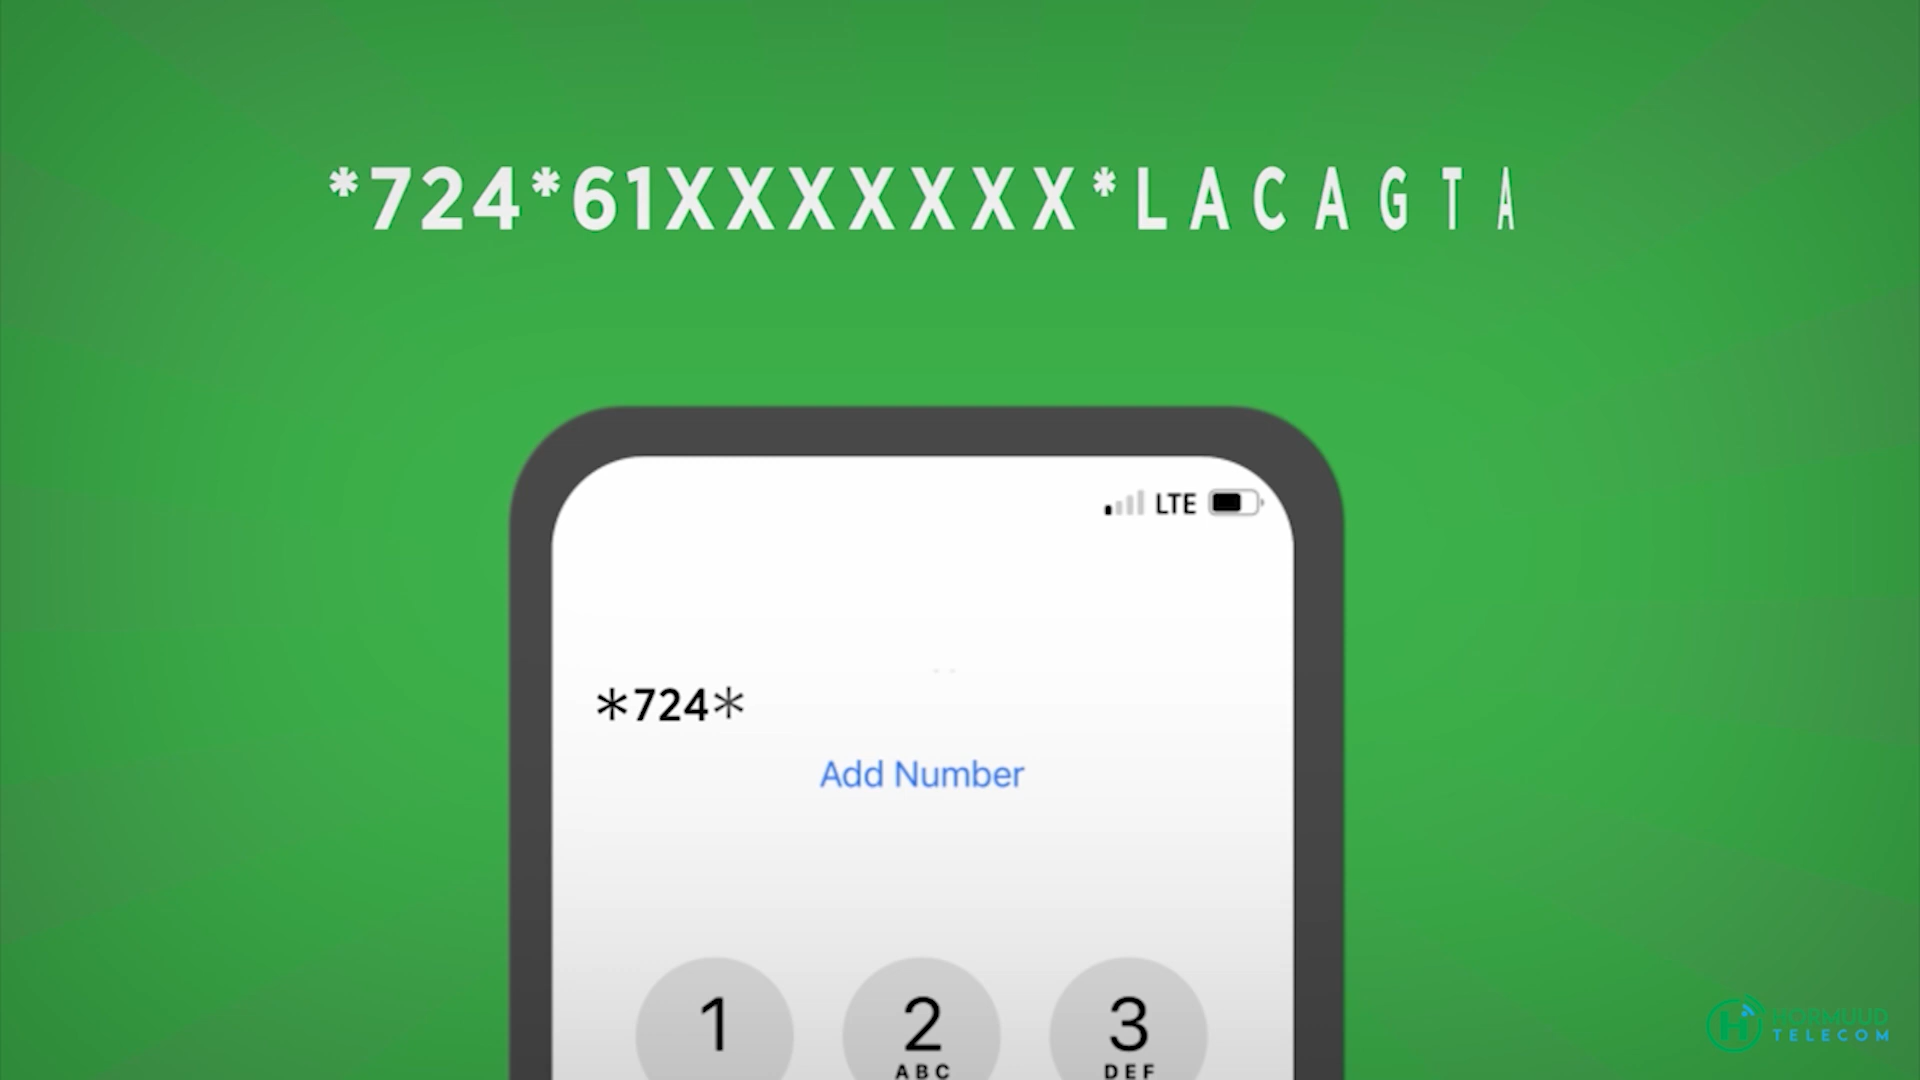 *724*61XXXXXXX*LACAGTA
LTE
*724*
Add Number
1 2 3
ABC DEF
HORMUUD
TELECOM